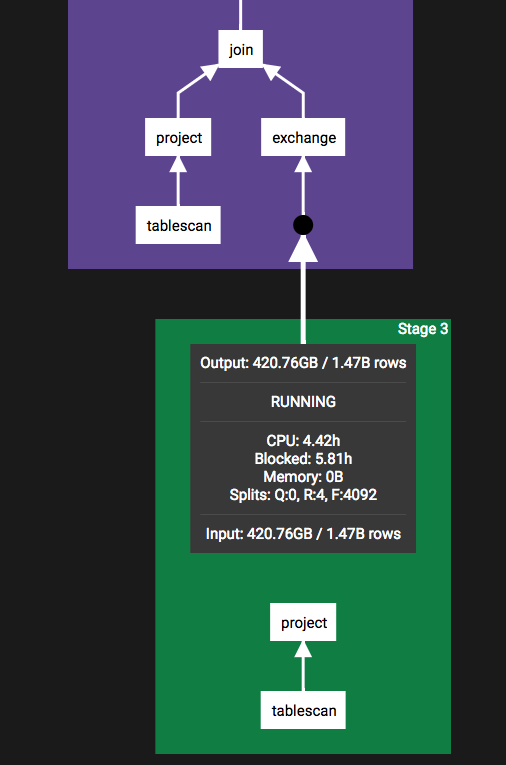 join
project
exchange
tablescan
Stage 3
Output: 420.76GB / 1.47B rows
RUNNING
CPU: 4.42h
Blocked: 5.81h
Memory: 0B
Splits: Q:0, R:4, F:4092
Input: 420.76GB / 1.47B rows
project
tablescan